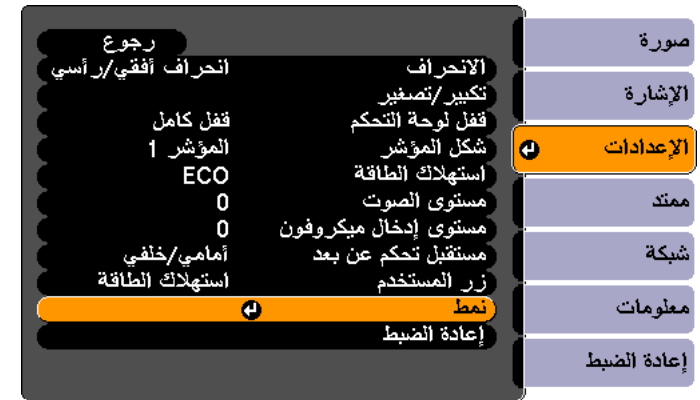 صورة
الإشارة
الإعدادات
ممتد
شبكة
معلومات
إعادة الضبط
رجوع
الانحراف انحراف أفقي/رأسي
تكبير/تصغير
قفل لوحة التحكم قفل كامل
شكل المؤشر المؤشر 1
استهلاك الطاقة ECO
مستوى الصوت 0
مستوى إدخال ميكروفون 0
مستقبل تحكم عن بعد أمامي/خلفي
زر المستخدم استهلاك الطاقة
نمط
إعادة الضبط